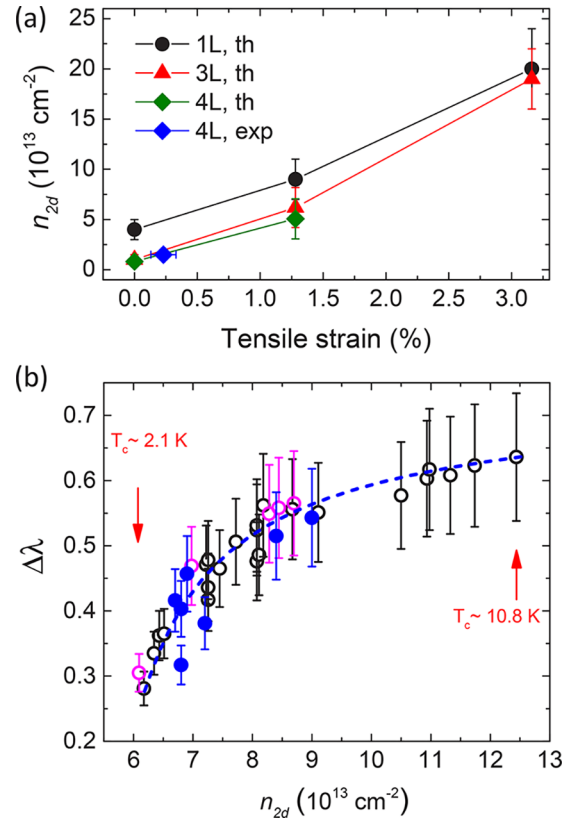 (a)
1L, th
3L, th
4L, th
4L, exp
n2d (10^13 cm^-2)
25
20
15
10
5
0
0.0 0.5 1.0 1.5 2.0 2.5 3.0
Tensile strain (%)
(b)
Δλ
0.7
0.6
0.5
0.4
0.3
0.2
Tc~ 2.1 K
Tc~ 10.8 K
6 7 8 9 10 11 12 13
n2d (10^13 cm^-2)